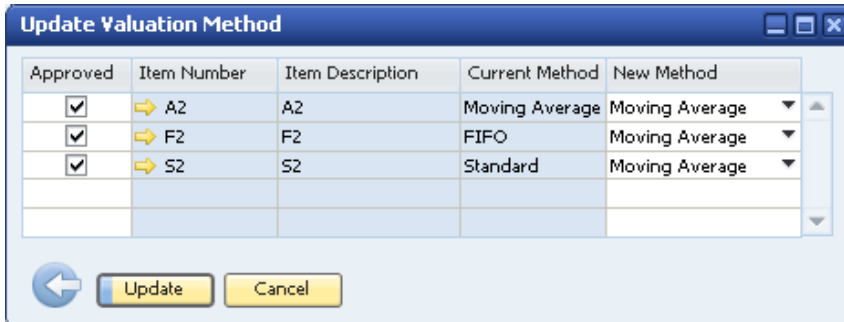 Update Valuation Method
Approved Item Number Item Description Current Method New Method
A2 A2 Moving Average Moving Average
F2 F2 FIFO Moving Average
S2 S2 Standard Moving Average
Update Cancel